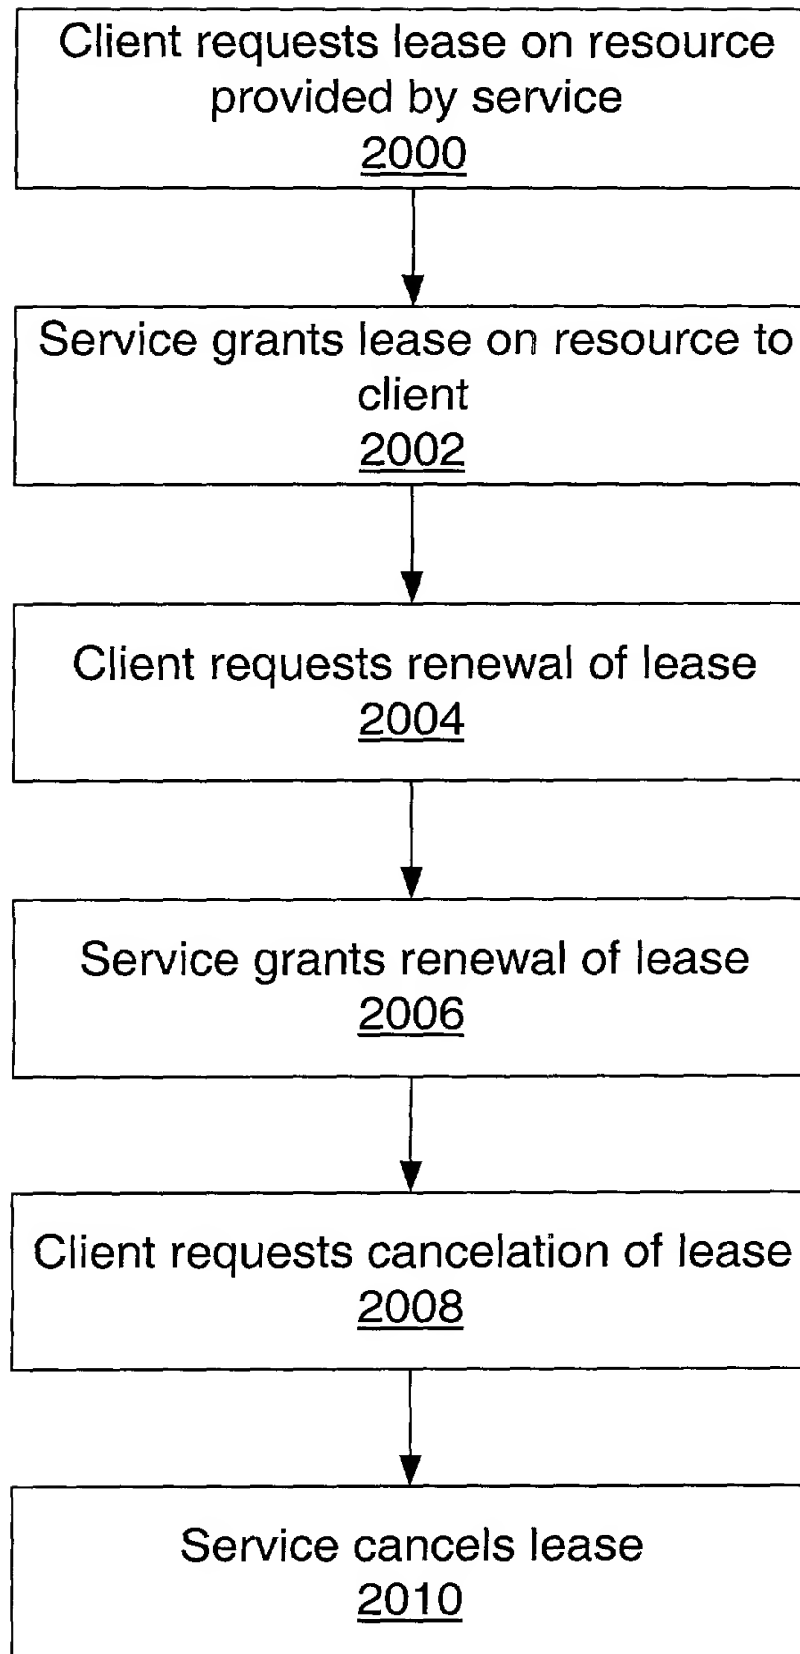 Client requests lease on resource
provided by service
2000
Service grants lease on resource to
client
2002
Client requests renewal of lease
2004
Service grants renewal of lease
2006
Client requests cancelation of lease
2008
Service cancels lease
2010